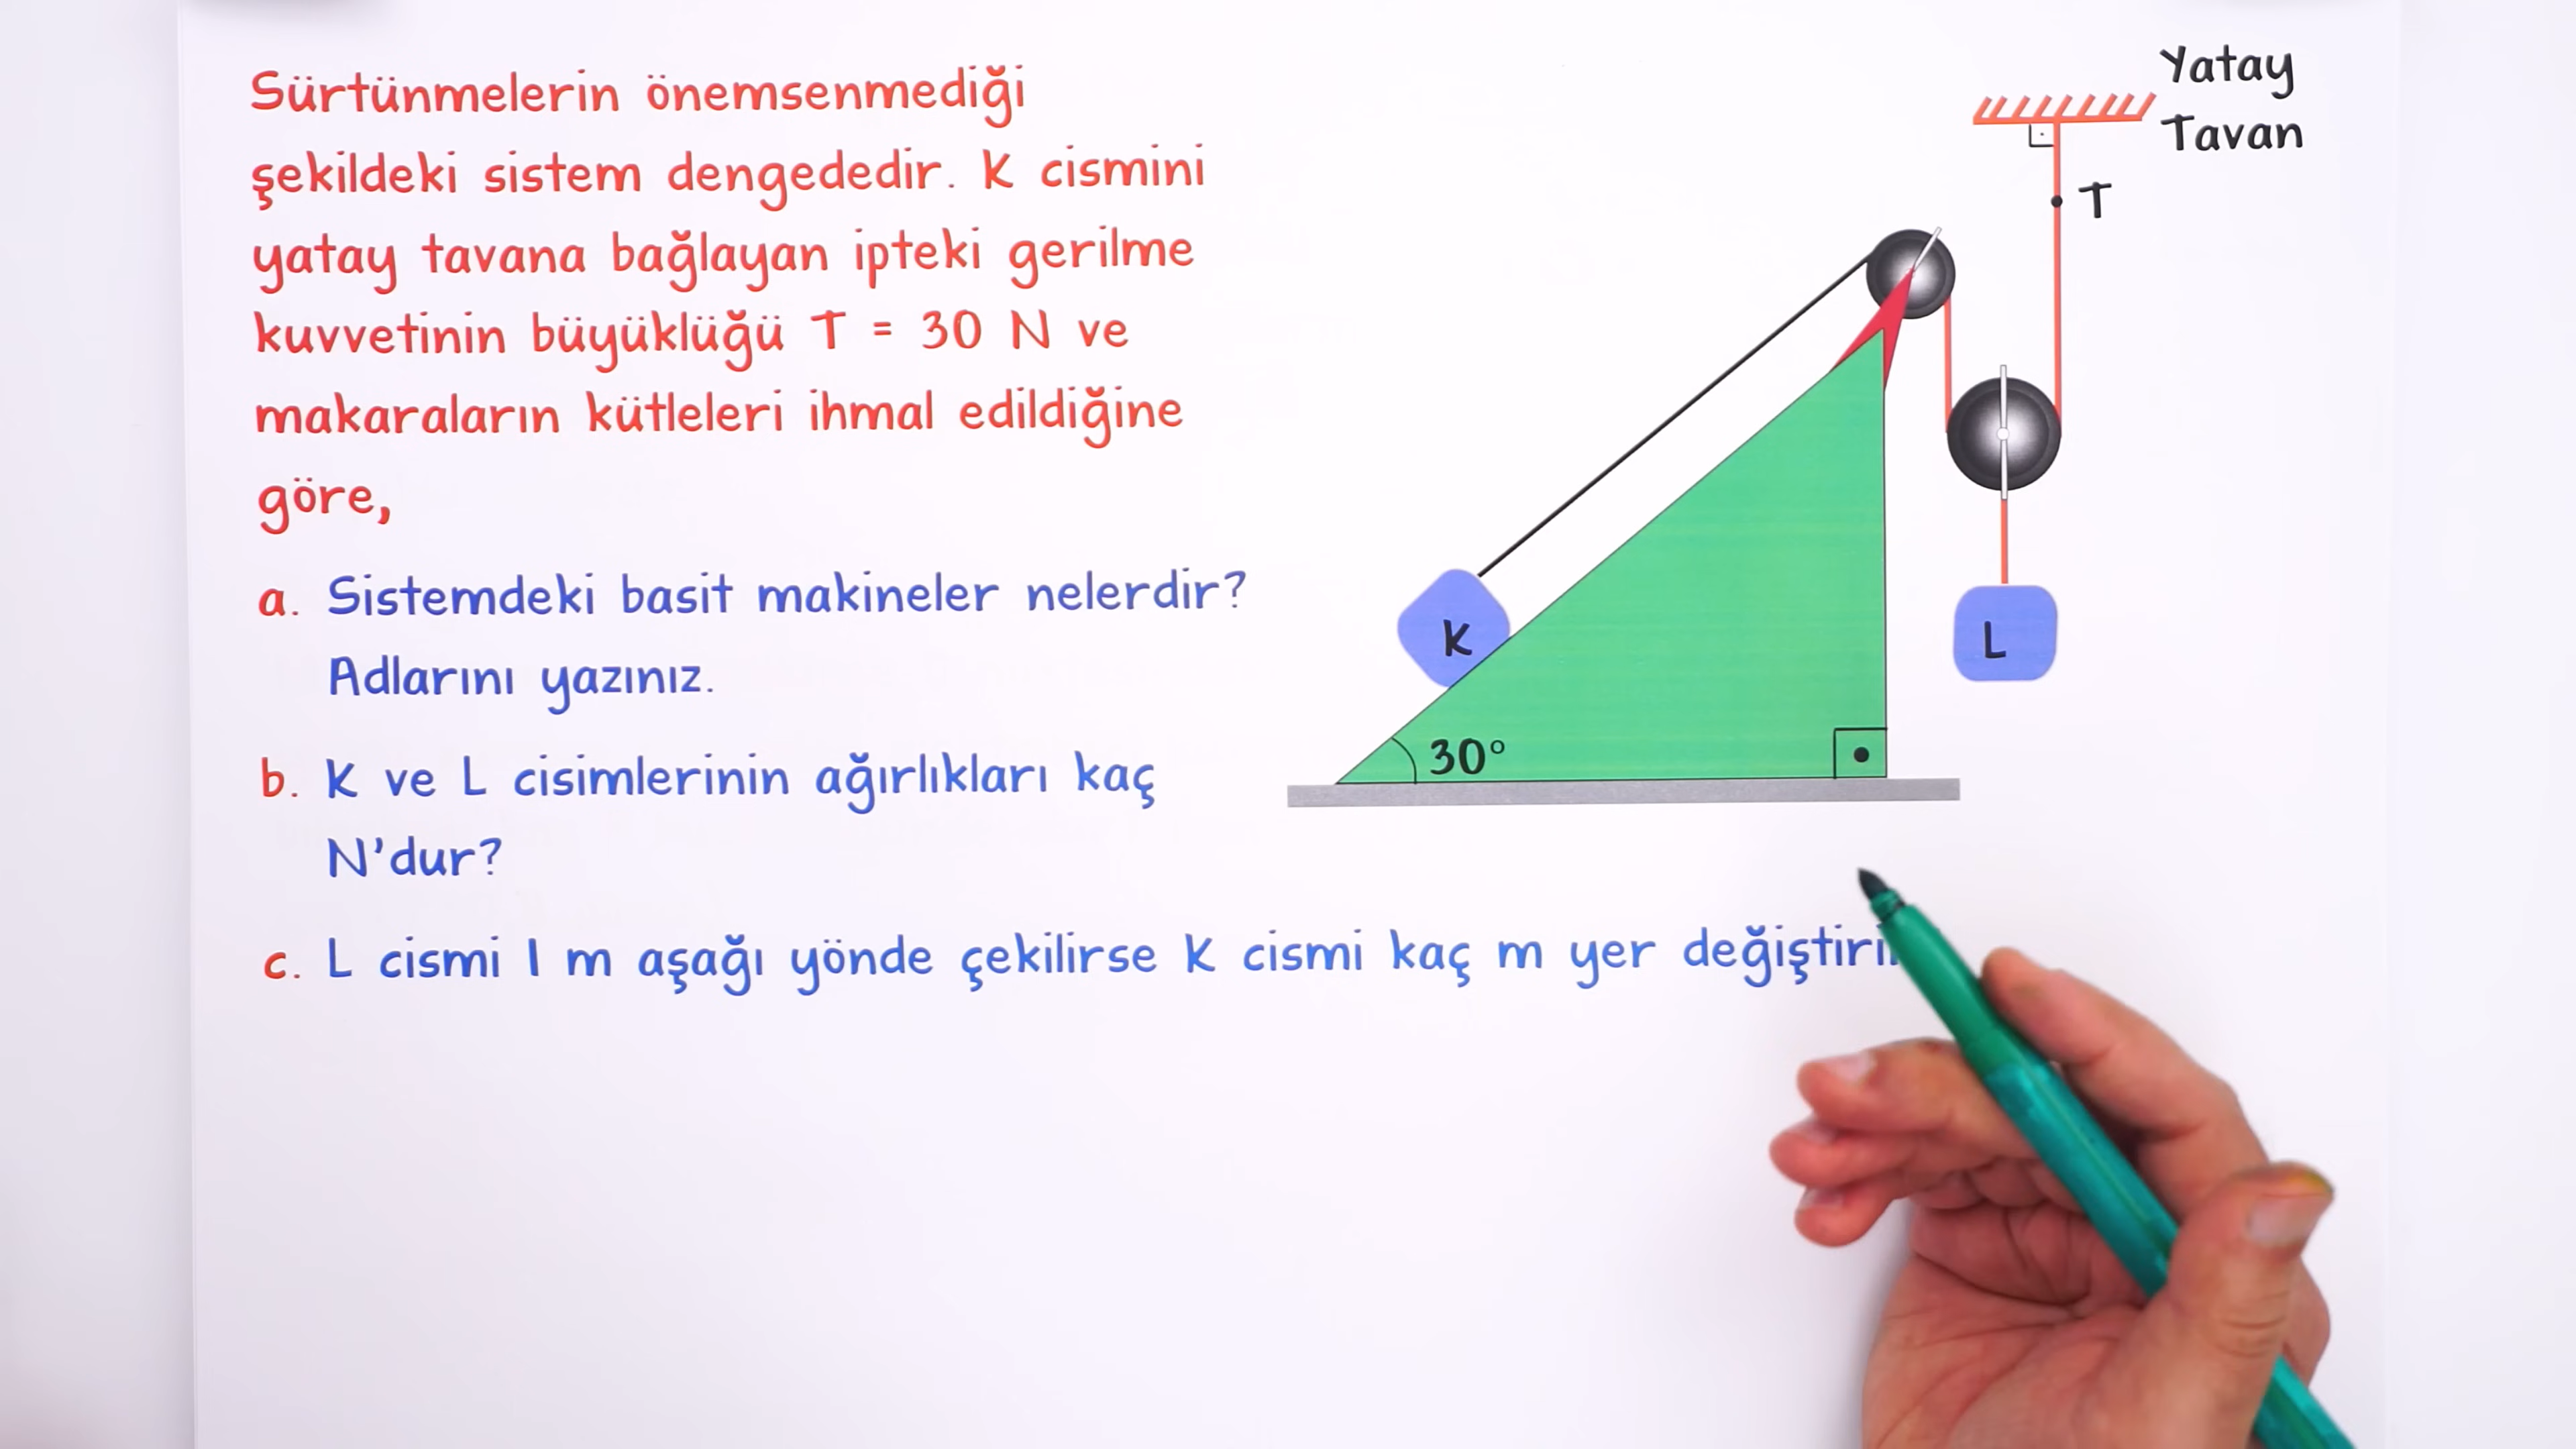 Sürtünmelerin önemsenmediği
şekildeki sistem dengededir. K cismini
yatay tavana bağlayan ipteki gerilme
kuvvetinin büyüklüğü T = 30 N ve
makaraların kütleleri ihmal edildiğine
göre,
a. Sistemdeki basit makineler nelerdir?
Adlarını yazınız.
b. K ve L cisimlerinin ağırlıkları kaç
N'dur?
c. L cismi 1 m aşağı yönde çekilirse K cismi kaç m yer
Yatay
Tavan
T
K
L
30°